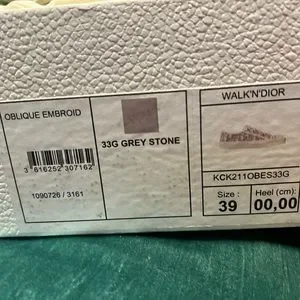 OBLIQUE EMBROID
3 616252 307162
1090726 / 3161
33G GREY STONE
WALK'N'DIOR
KCK211OBES33G
Size :
39
Heel (cm):
00,00